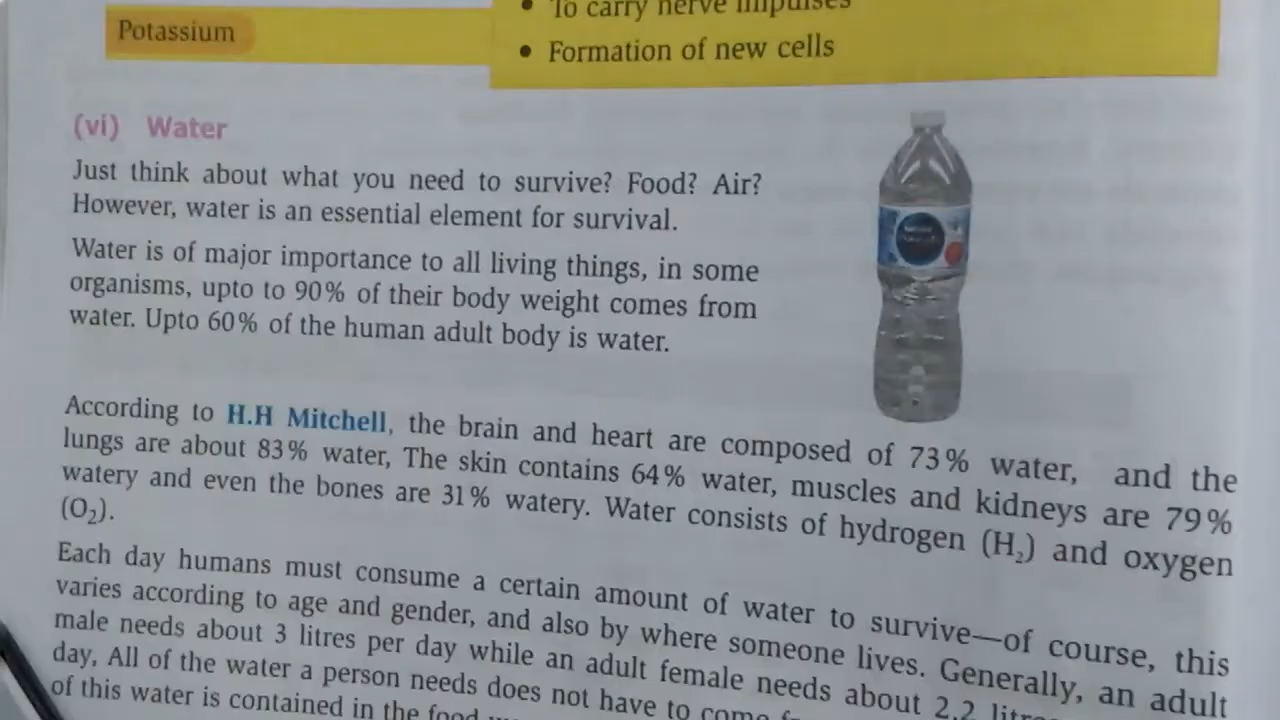 • To carry nerve impulses
Potassium
• Formation of new cells
(vi) Water
Just think about what you need to survive? Food? Air?
However, water is an essential element for survival.
Water is of major importance to all living things, in some
organisms, upto to 90% of their body weight comes from
water. Upto 60% of the human adult body is water.
According to H.H Mitchell, the brain and heart are composed of 73% water, and the
lungs are about 83% water, The skin contains 64% water, muscles and kidneys are 79%
watery and even the bones are 31% watery. Water consists of hydrogen (H₂) and oxygen
(O₂).
Each day humans must consume a certain amount of water to survive—of course, this
varies according to age and gender, and also by where someone lives. Generally, an adult
male needs about 3 litres per day while an adult female needs about 2.2
day, All of the water a person needs does not have to come
of this water is contained in the food